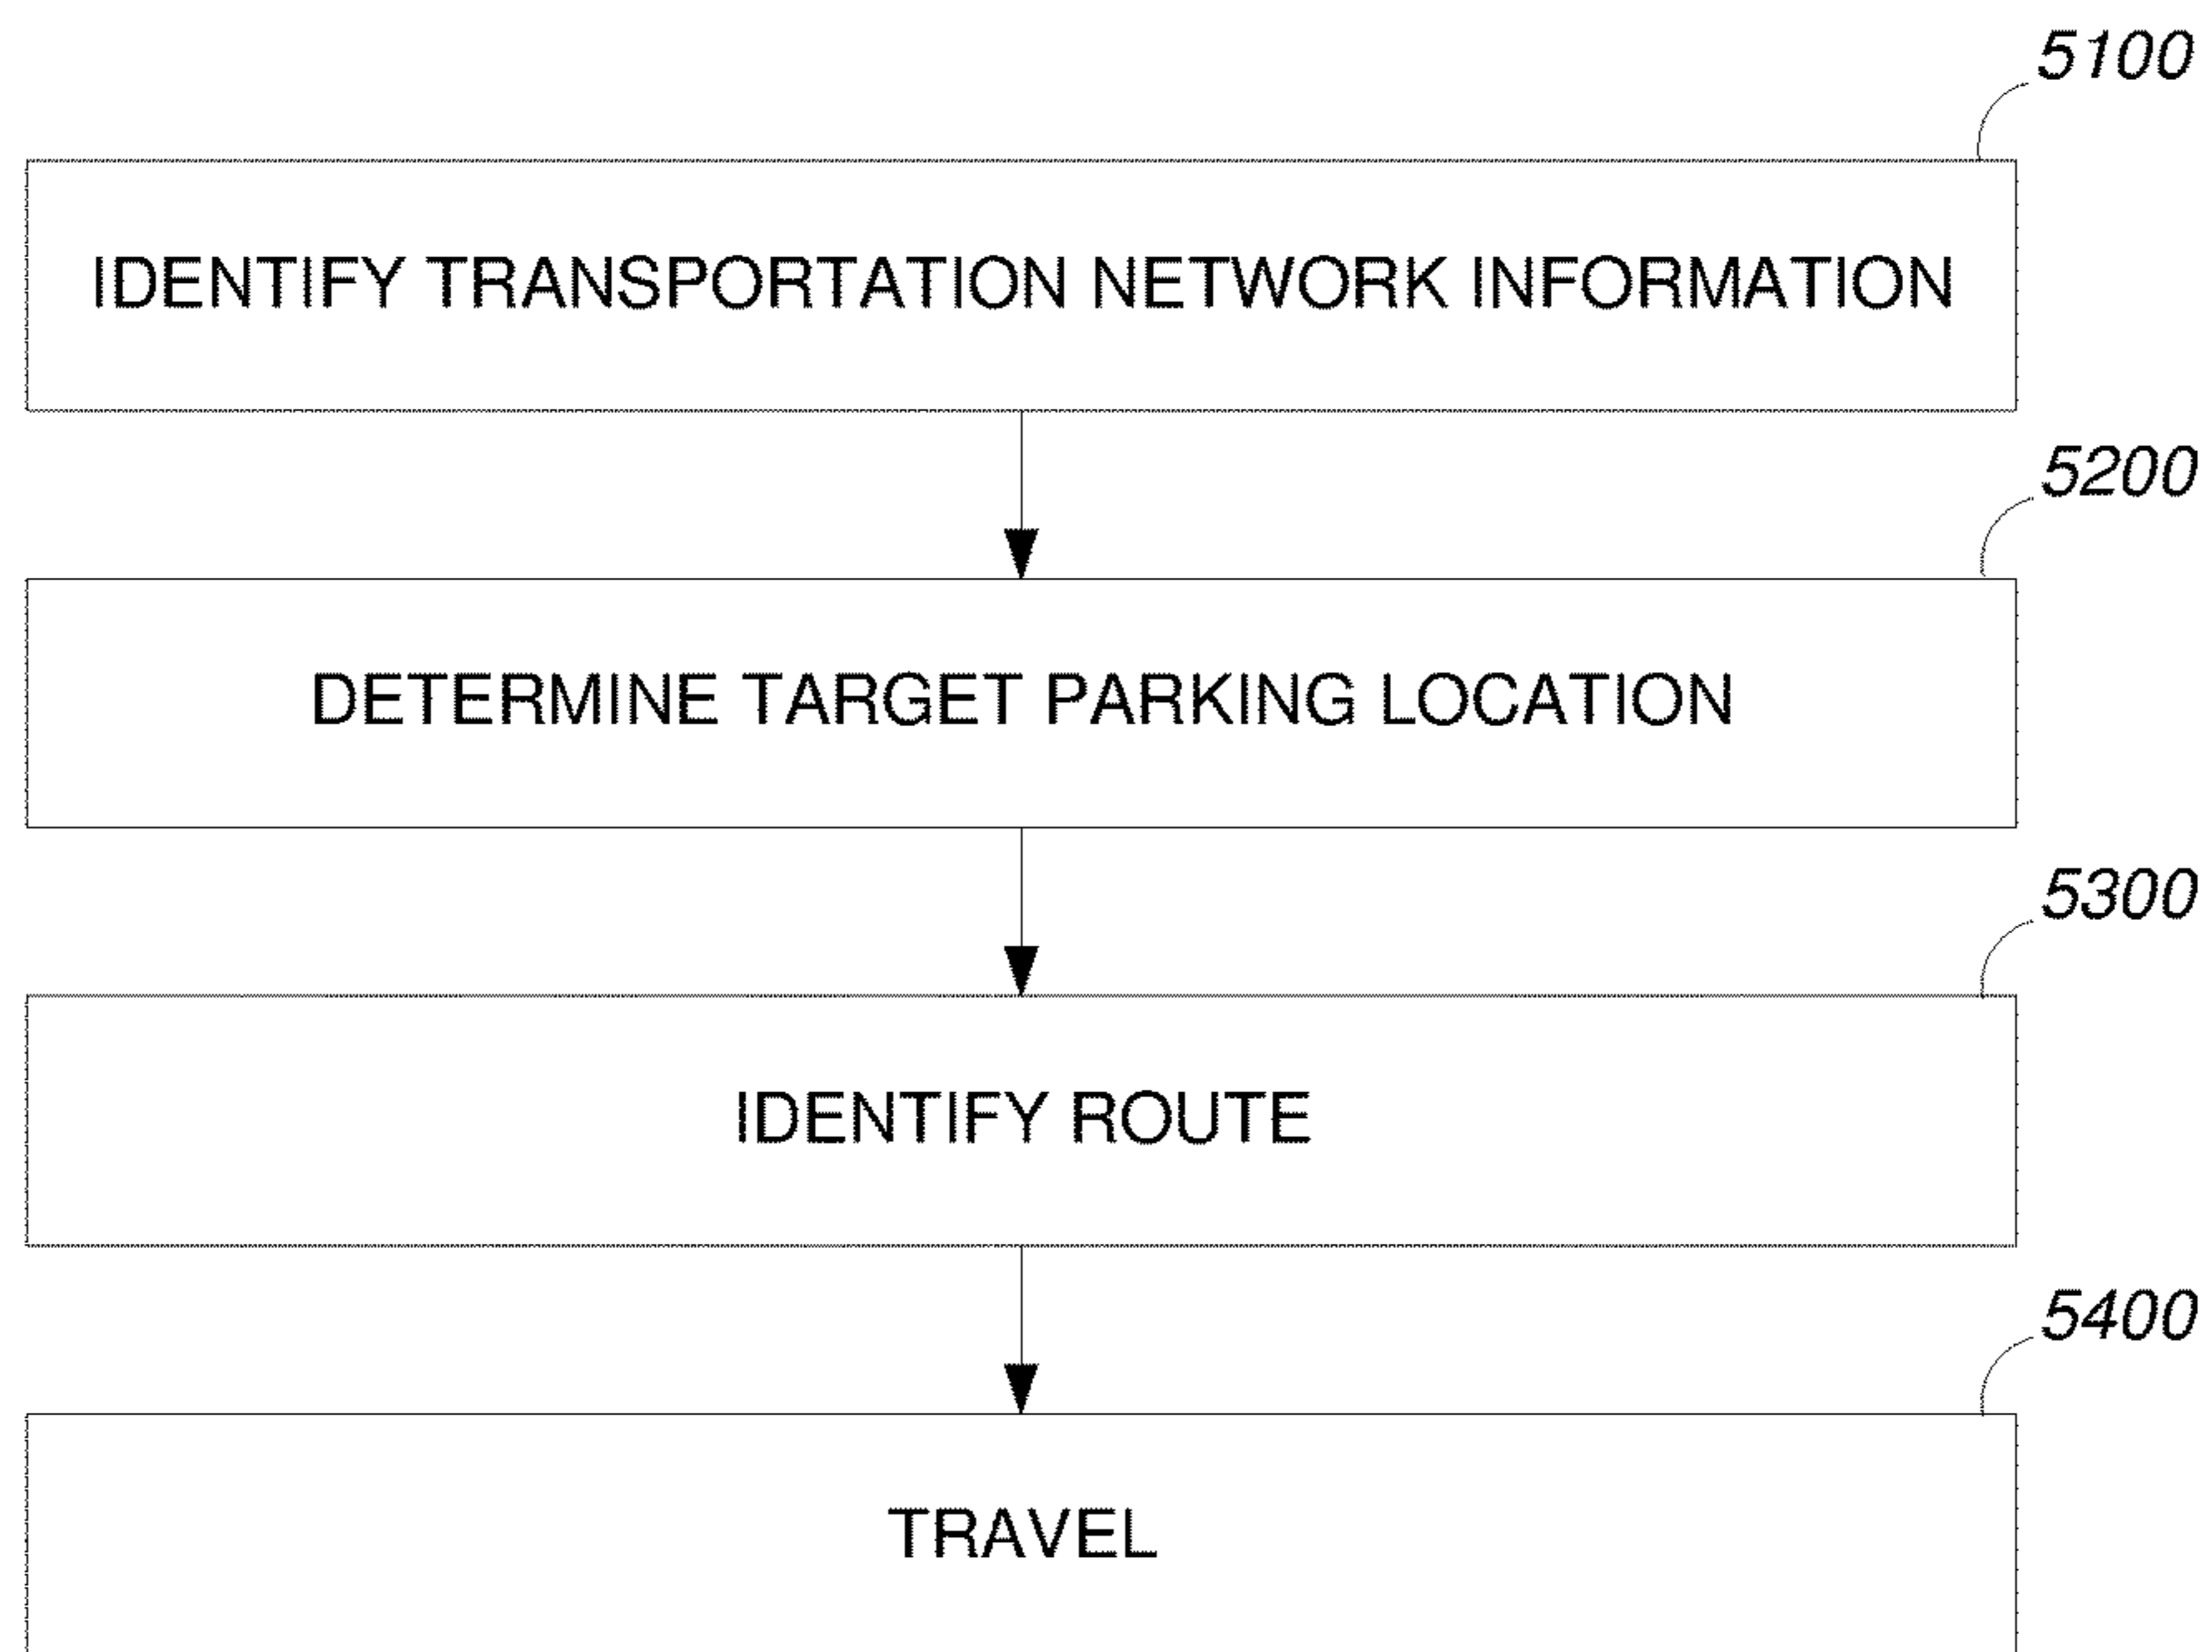 5100
IDENTIFY TRANSPORTATION NETWORK INFORMATION
5200
DETERMINE TARGET PARKING LOCATION
5300
IDENTIFY ROUTE
5400
TRAVEL